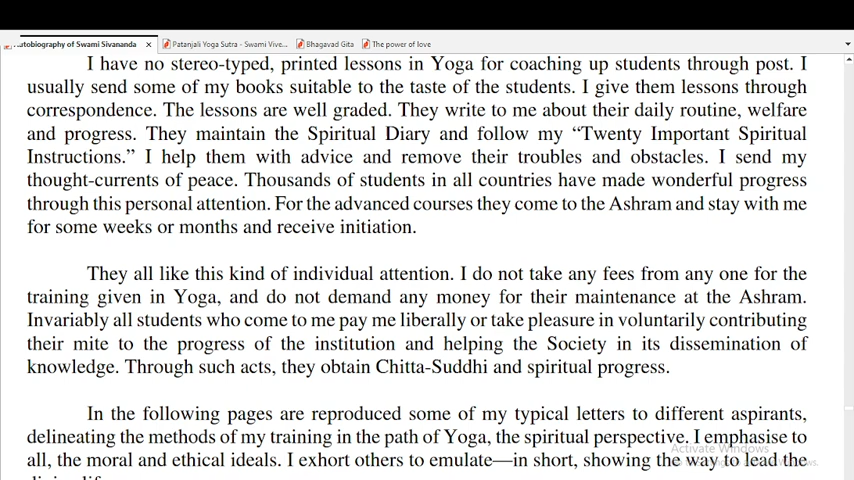 Autobiography of Swami Sivananda × Patanjali Yoga Sutra - Swami Vive... Bhagavad Gita The power of love
I have no stereo-typed, printed lessons in Yoga for coaching up students through post. I
usually send some of my books suitable to the taste of the students. I give them lessons through
correspondence. The lessons are well graded. They write to me about their daily routine, welfare
and progress. They maintain the Spiritual Diary and follow my “Twenty Important Spiritual
Instructions.” I help them with advice and remove their troubles and obstacles. I send my
thought-currents of peace. Thousands of students in all countries have made wonderful progress
through this personal attention. For the advanced courses they come to the Ashram and stay with me
for some weeks or months and receive initiation.
They all like this kind of individual attention. I do not take any fees from any one for the
training given in Yoga, and do not demand any money for their maintenance at the Ashram.
Invariably all students who come to me pay me liberally or take pleasure in voluntarily contributing
their mite to the progress of the institution and helping the Society in its dissemination of
knowledge. Through such acts, they obtain Chitta-Suddhi and spiritual progress.
In the following pages are reproduced some of my typical letters to different aspirants,
delineating the methods of my training in the path of Yoga, the spiritual perspective. I emphasise to
all, the moral and ethical ideals. I exhort others to emulate—in short, showing the way to lead the
Activate Windows